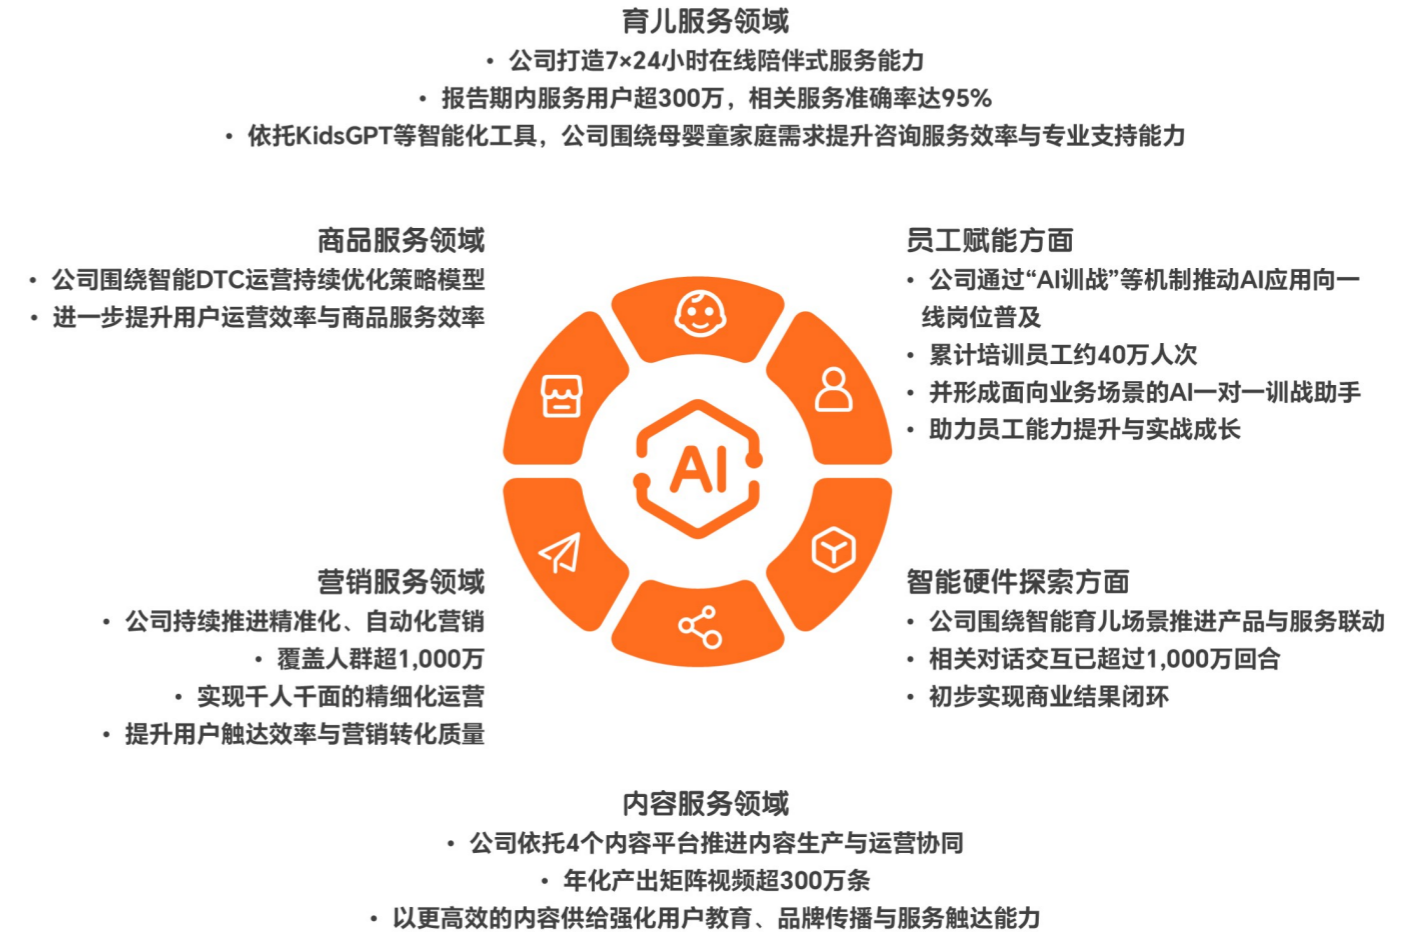 育儿服务领域
• 公司打造7×24小时在线陪伴式服务能力
• 报告期内服务用户超300万，相关服务准确率达95%
• 依托KidsGPT等智能化工具，公司围绕母婴童家庭需求提升咨询服务效率与专业支持能力
商品服务领域
• 公司围绕智能DTC运营持续优化策略模型
• 进一步提升用户运营效率与商品服务效率
员工赋能方面
• 公司通过“AI训战”等机制推动AI应用向一
线岗位普及
• 累计培训员工约40万人次
• 并形成面向业务场景的AI一对一训战助手
• 助力员工能力提升与实战成长
AI
营销服务领域
• 公司持续推进精准化、自动化营销
• 覆盖人群超1,000万
• 实现千人千面的精细化运营
• 提升用户触达效率与营销转化质量
智能硬件探索方面
• 公司围绕智能育儿场景推进产品与服务联动
• 相关对话交互已超过1,000万回合
• 初步实现商业结果闭环
内容服务领域
• 公司依托4个内容平台推进内容生产与运营协同
• 年化产出矩阵视频超300万条
• 以更高效的内容供给强化用户教育、品牌传播与服务触达能力